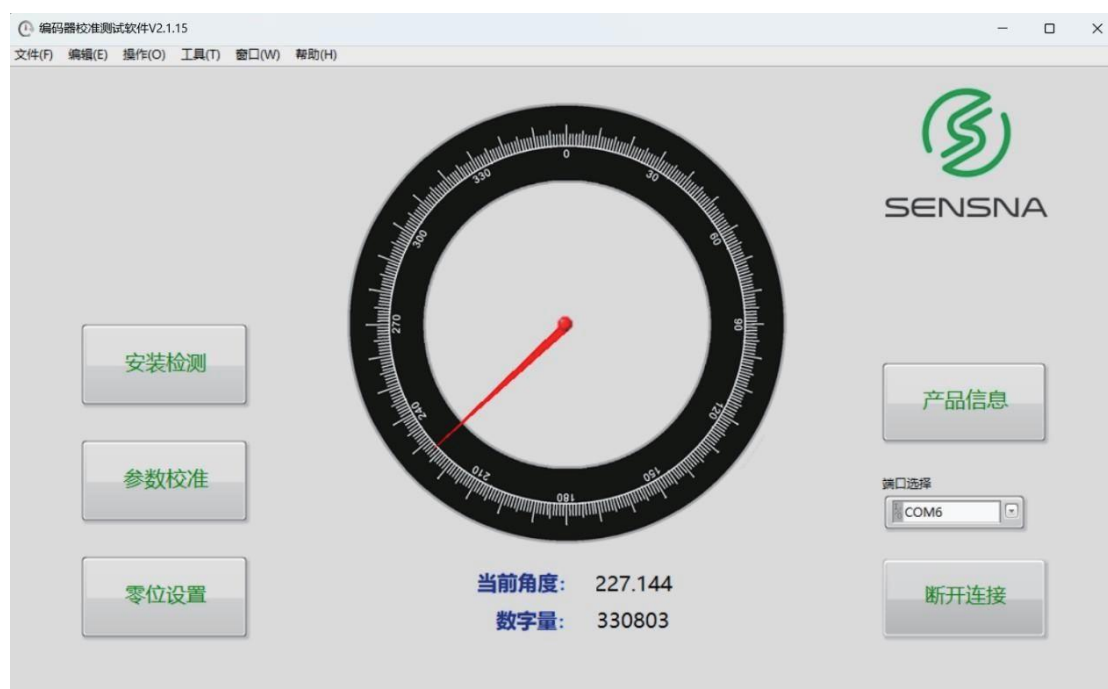 编码器校准测试软件V2.1.15
文件(F) 编辑(E) 操作(O) 工具(T) 窗口(W) 帮助(H)
SENSNA
0
30
60
90
120
150
180
210
240
270
300
330
安装检测
参数校准
零位设置
当前角度: 227.144
数字量: 330803
产品信息
端口选择
COM6
断开连接